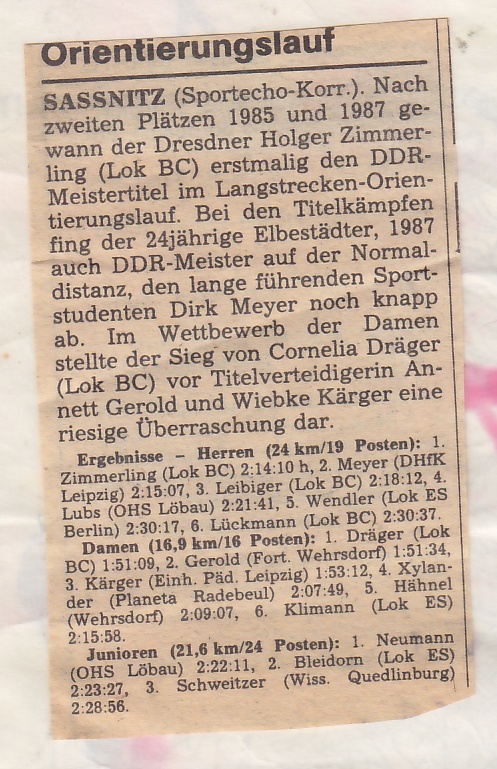 Orientierungslauf
SASSNITZ (Sportecho-Korr.). Nach
zweiten Plätzen 1985 und 1987 ge-
wann der Dresdner Holger Zimmer-
ling (Lok BC) erstmalig den DDR-
Meistertitel im Langstrecken-Orien-
tierungslauf. Bei den Titelkämpfen
fing der 24jährige Elbestädter, 1987
auch DDR-Meister auf der Normal-
distanz, den lange führenden Sport-
studenten Dirk Meyer noch knapp
ab. Im Wettbewerb der Damen
stellte der Sieg von Cornelia Dräger
(Lok BC) vor Titelverteidigerin An-
nett Gerold und Wiebke Kärger eine
riesige Überraschung dar.
Ergebnisse – Herren (24 km/19 Posten): 1.
Zimmerling (Lok BC) 2:14:10 h, 2. Meyer (DHfK
Leipzig) 2:15:07, 3. Leibiger (Lok BC) 2:18:12, 4.
Lubs (OHS Löbau) 2:21:41, 5. Wendler (Lok ES
Berlin) 2:30:17, 6. Lückmann (Lok BC) 2:30:37.
Damen (16,9 km/16 Posten): 1. Dräger (Lok
BC) 1:51:09, 2. Gerold (Fort. Wehrsdorf) 1:51:34,
3. Kärger (Einh. Päd. Leipzig) 1:53:12, 4. Xylan-
der (Planeta Radebeul) 2:07:49, 5. Hähnel
(Wehrsdorf) 2:09:07, 6. Klimann (Lok ES)
2:15:58.
Junioren (21,6 km/24 Posten): 1. Neumann
(OHS Löbau) 2:22:11, 2. Bleidorn (Lok ES)
2:23:27, 3. Schweitzer (Wiss. Quedlinburg)
2:28:56.